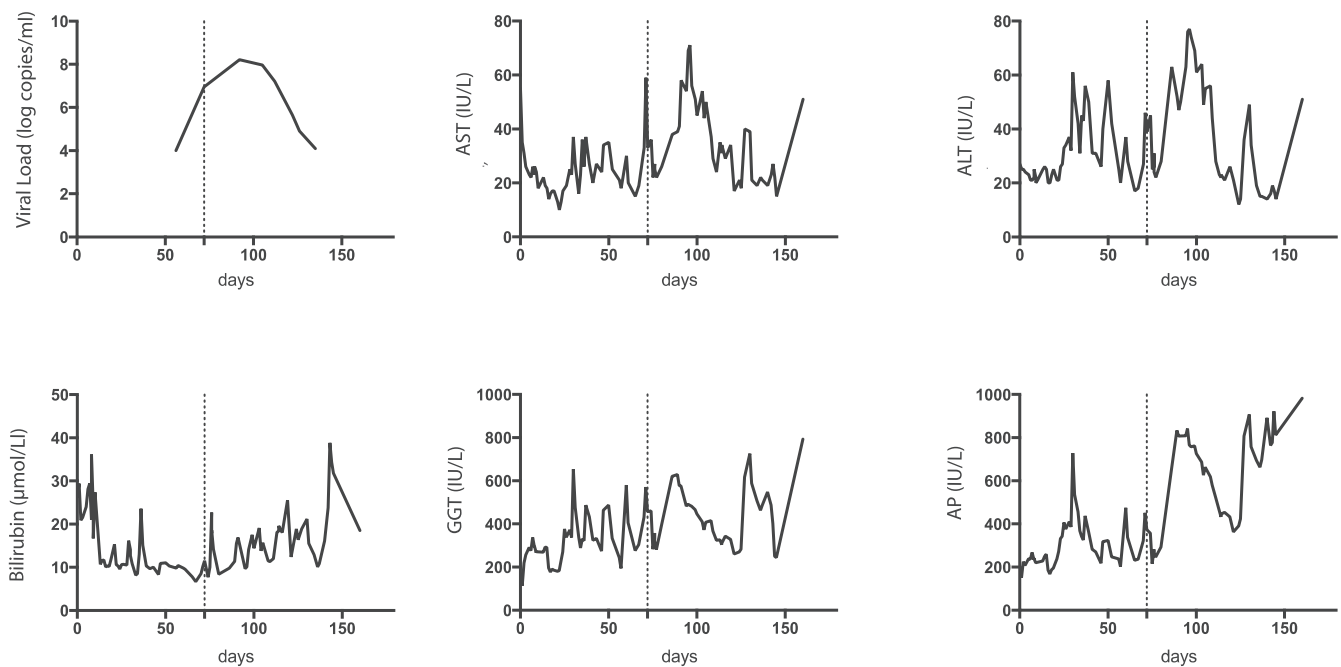 Viral Load (log copies/ml)
10
8
6
4
2
0
0 50 100 150
days
AST (IU/L)
80
60
40
20
0
0 50 100 150
days
ALT (IU/L)
80
60
40
20
0
0 50 100 150
days
Bilirubin (µmol/Ll)
50
40
30
20
10
0
0 50 100 150
days
GGT (IU/L)
1000
800
600
400
200
0
0 50 100 150
days
AP (IU/L)
1000
800
600
400
200
0
0 50 100 150
days